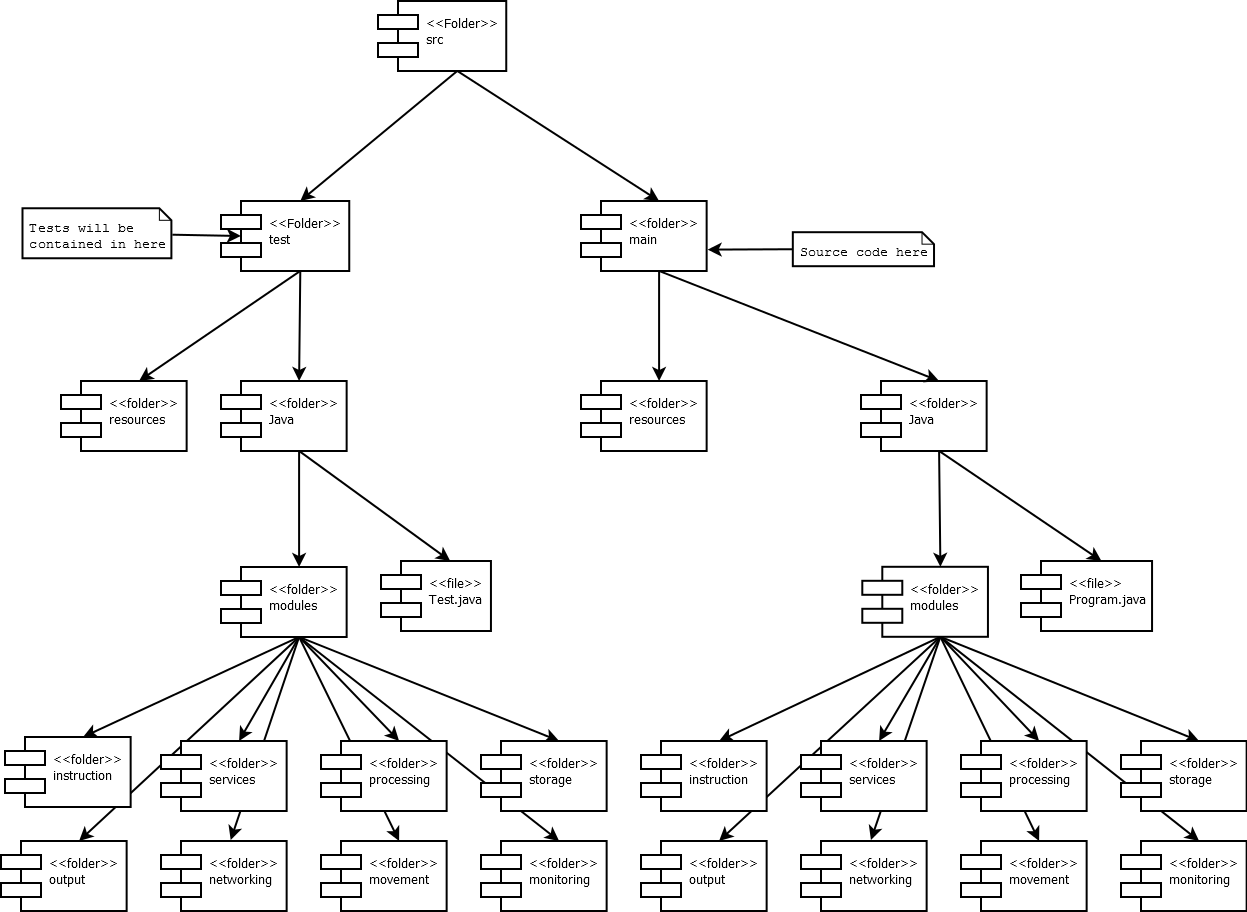 <<Folder>>
src
Tests will be
contained in here
<<Folder>>
test
<<folder>>
main
Source code here
<<folder>>
resources
<<folder>>
Java
<<folder>>
resources
<<folder>>
Java
<<folder>>
modules
<<file>>
Test.java
<<folder>>
modules
<<file>>
Program.java
<<folder>>
instruction
<<folder>>
services
<<folder>>
processing
<<folder>>
storage
<<folder>>
instruction
<<folder>>
services
<<folder>>
processing
<<folder>>
storage
<<folder>>
output
<<folder>>
networking
<<folder>>
movement
<<folder>>
monitoring
<<folder>>
output
<<folder>>
networking
<<folder>>
movement
<<folder>>
monitoring